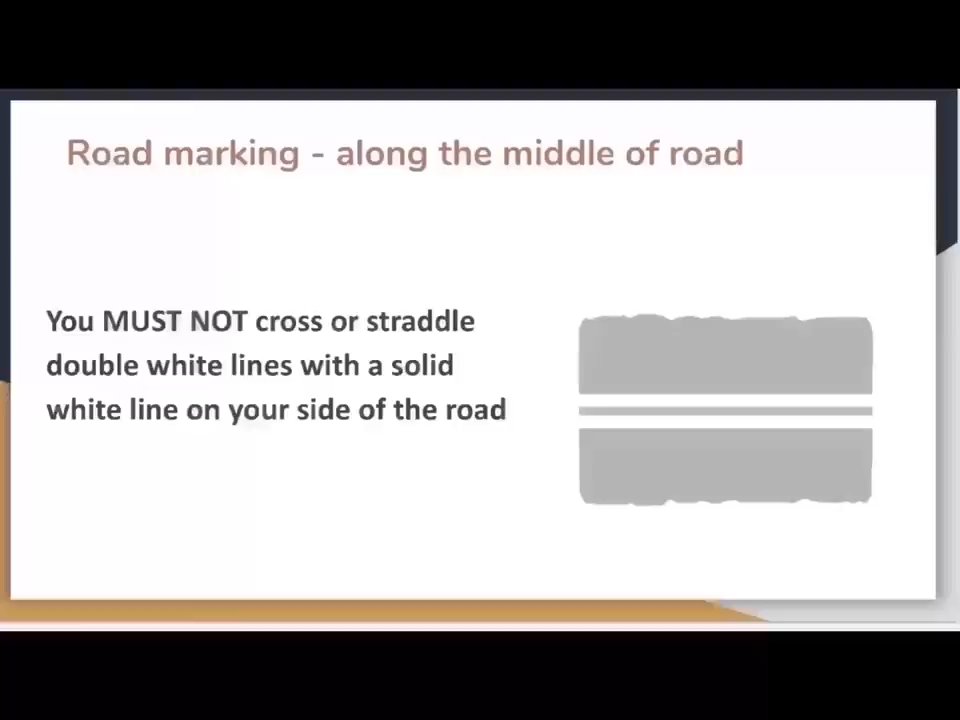 Road marking - along the middle of road
You MUST NOT cross or straddle
double white lines with a solid
white line on your side of the road